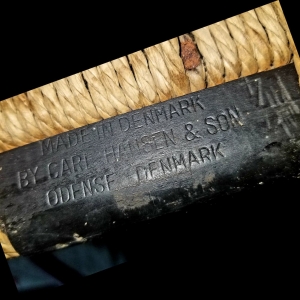 MADE IN DENMARK
BY CARL HANSEN & SON
ODENSE DENMARK